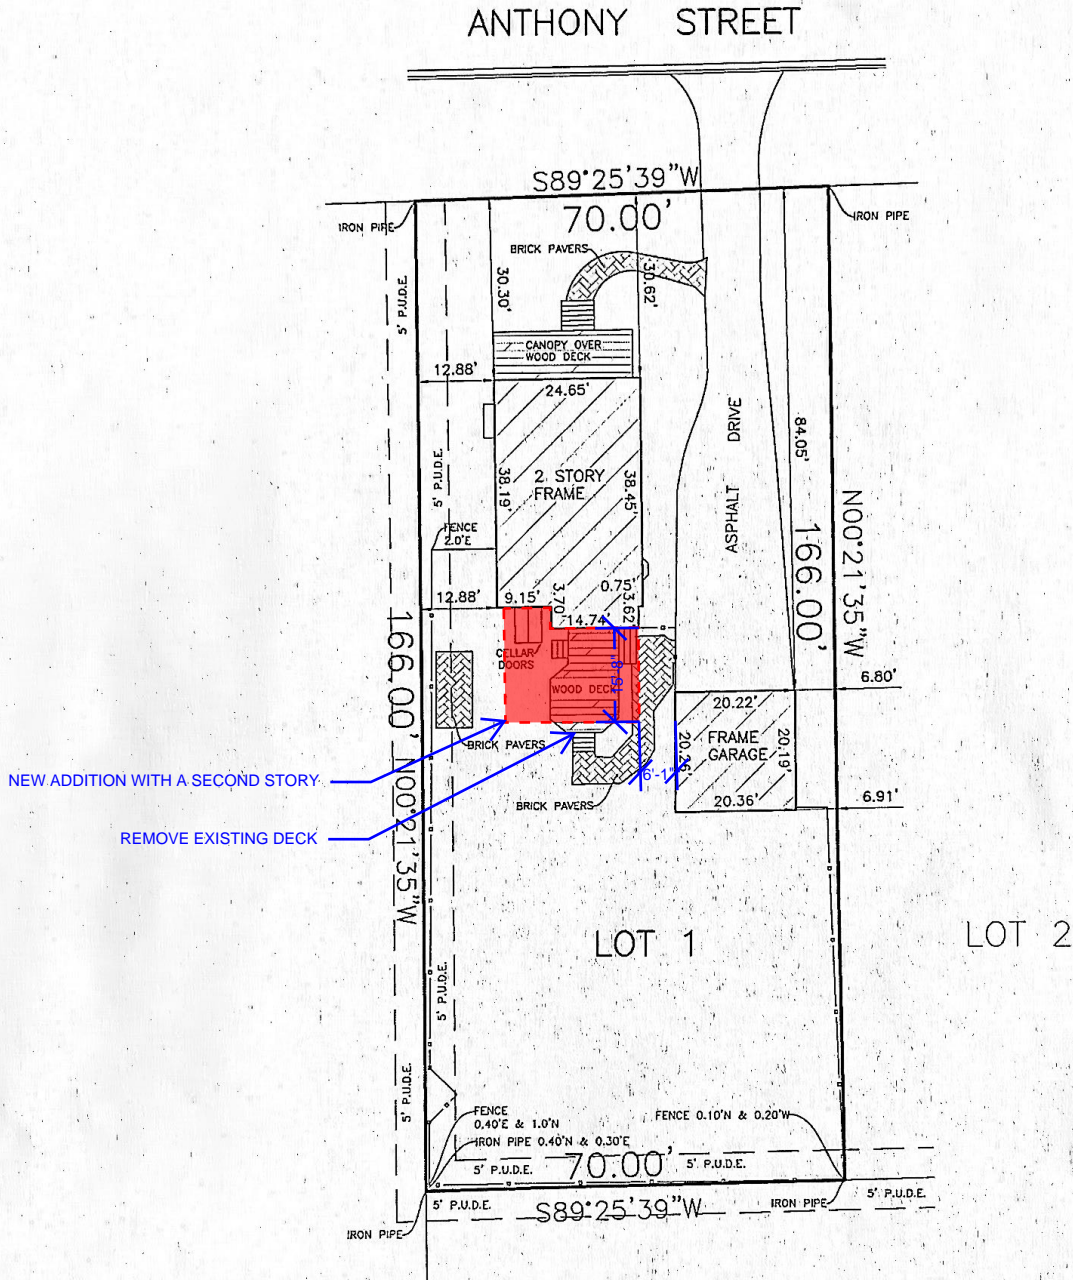 ANTHONY STREET
S89°25'39"W
70.00'
IRON PIPE
IRON PIPE
BRICK PAVERS
30.30'
30.62'
5' P.U.D.E.
CANOPY OVER
WOOD DECK
12.88'
24.65'
84.05'
ASPHALT DRIVE
5' P.U.D.E.
2 STORY
FRAME
38.19'
38.45'
N00°21'35"W
166.00'
FENCE
2.0'E
12.88'
9.15'
3.70'
0.75'
3.62'
14.74'
CELLAR
DOORS
WOOD DECK
6.80'
20.22'
FRAME
GARAGE
20.26'
20.19'
20.36'
6.91'
6'-1"
BRICK PAVERS
BRICK PAVERS
NEW ADDITION WITH A SECOND STORY
REMOVE EXISTING DECK
166.00' N00°21'35"W
LOT 1
LOT 2
5' P.U.D.E.
5' P.U.D.E.
FENCE
0.40'E & 1.0'N
IRON PIPE 0.40'N & 0.30'E
FENCE 0.10'N & 0.20'W
5' P.U.D.E.
70.00'
5' P.U.D.E.
5' P.U.D.E.
S89°25'39"W
IRON PIPE
5' P.U.D.E.
IRON PIPE